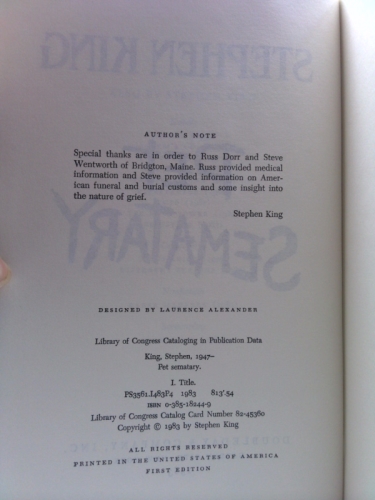 STEPHEN KING
SEMATARY
AUTHOR'S NOTE
Special thanks are in order to Russ Dorr and Steve
Wentworth of Bridgton, Maine. Russ provided medical
information and Steve provided information on Amer-
ican funeral and burial customs and some insight into
the nature of grief.
Stephen King
DESIGNED BY LAURENCE ALEXANDER
Library of Congress Cataloging in Publication Data
King, Stephen, 1947–
Pet sematary.
I. Title.
PS3561.I483P4 1983 813'.54
ISBN 0-385-18244-9
Library of Congress Catalog Card Number 82-45360
Copyright © 1983 by Stephen King
ALL RIGHTS RESERVED
PRINTED IN THE UNITED STATES OF AMERICA
FIRST EDITION